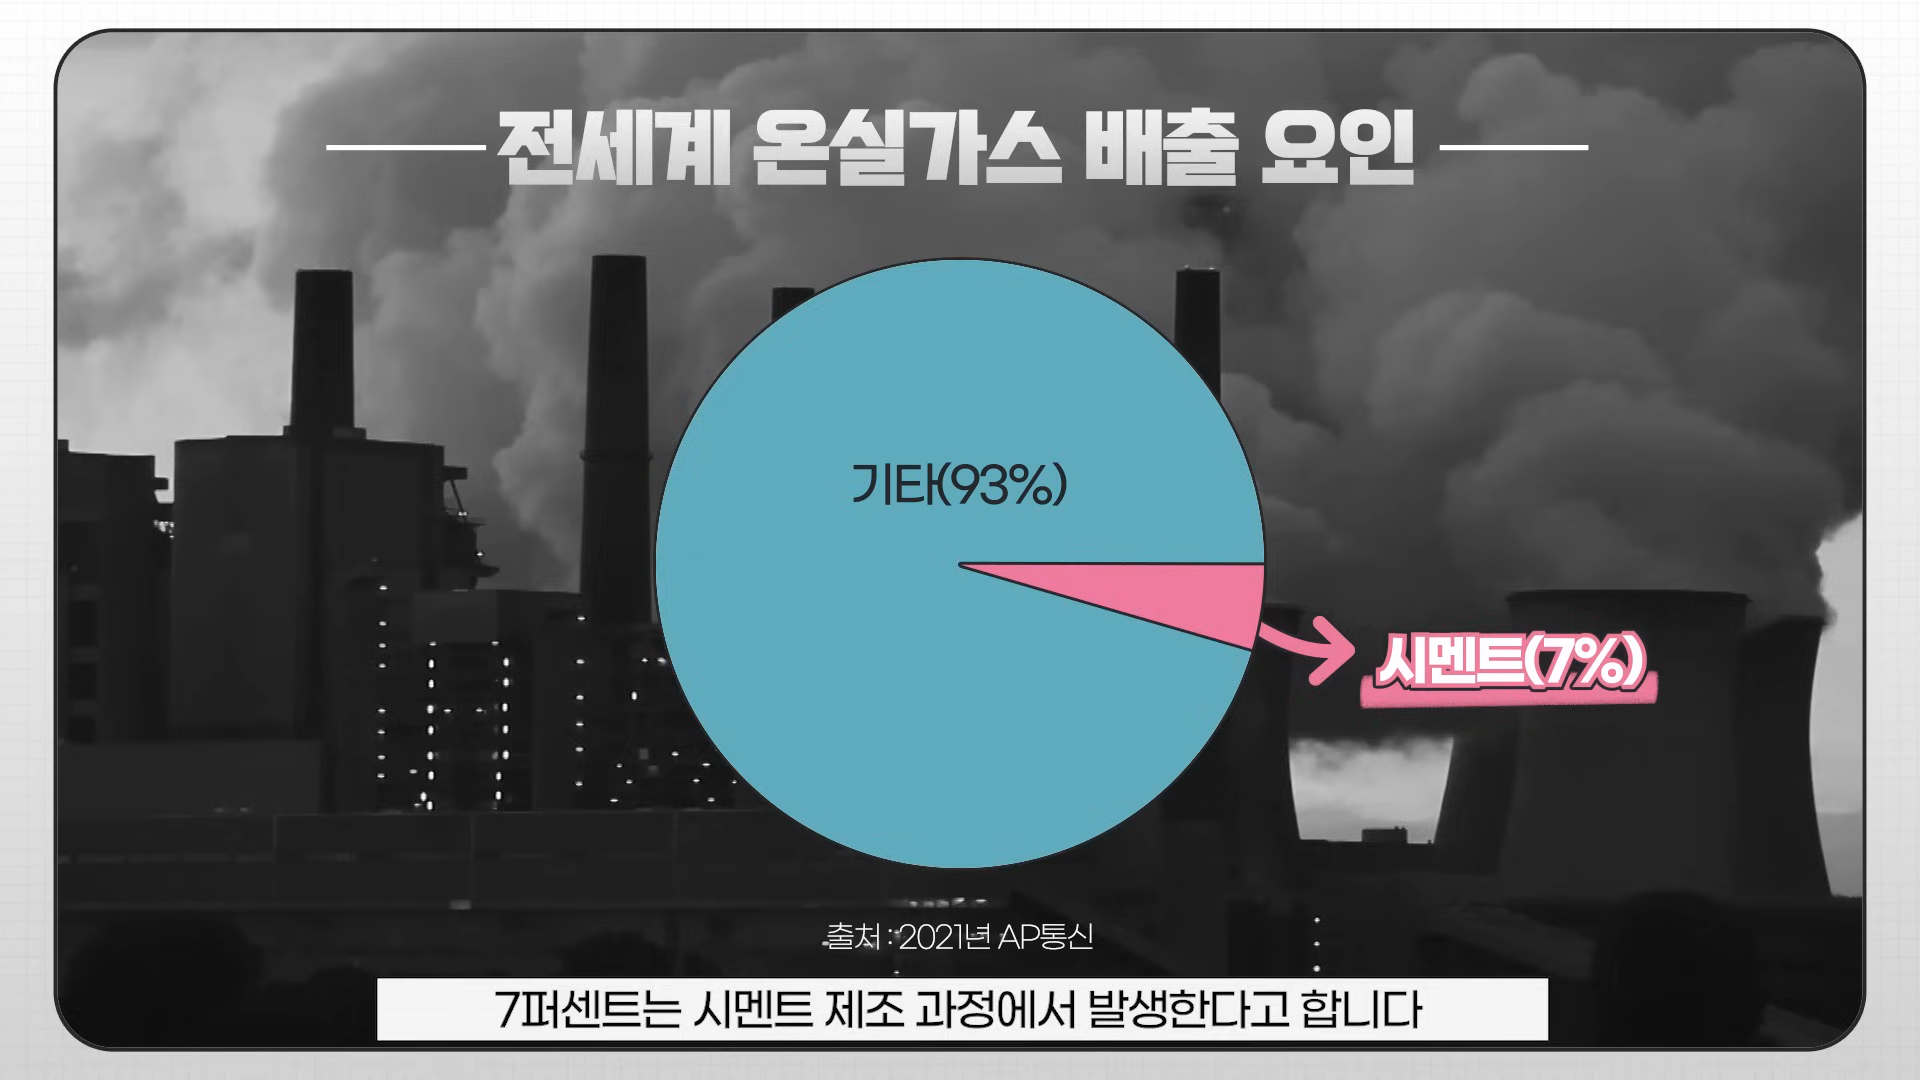 전세계 온실가스 배출 요인
기타(93%)
시멘트(7%)
출처 : 2021년 AP통신
7퍼센트는 시멘트 제조 과정에서 발생한다고 합니다